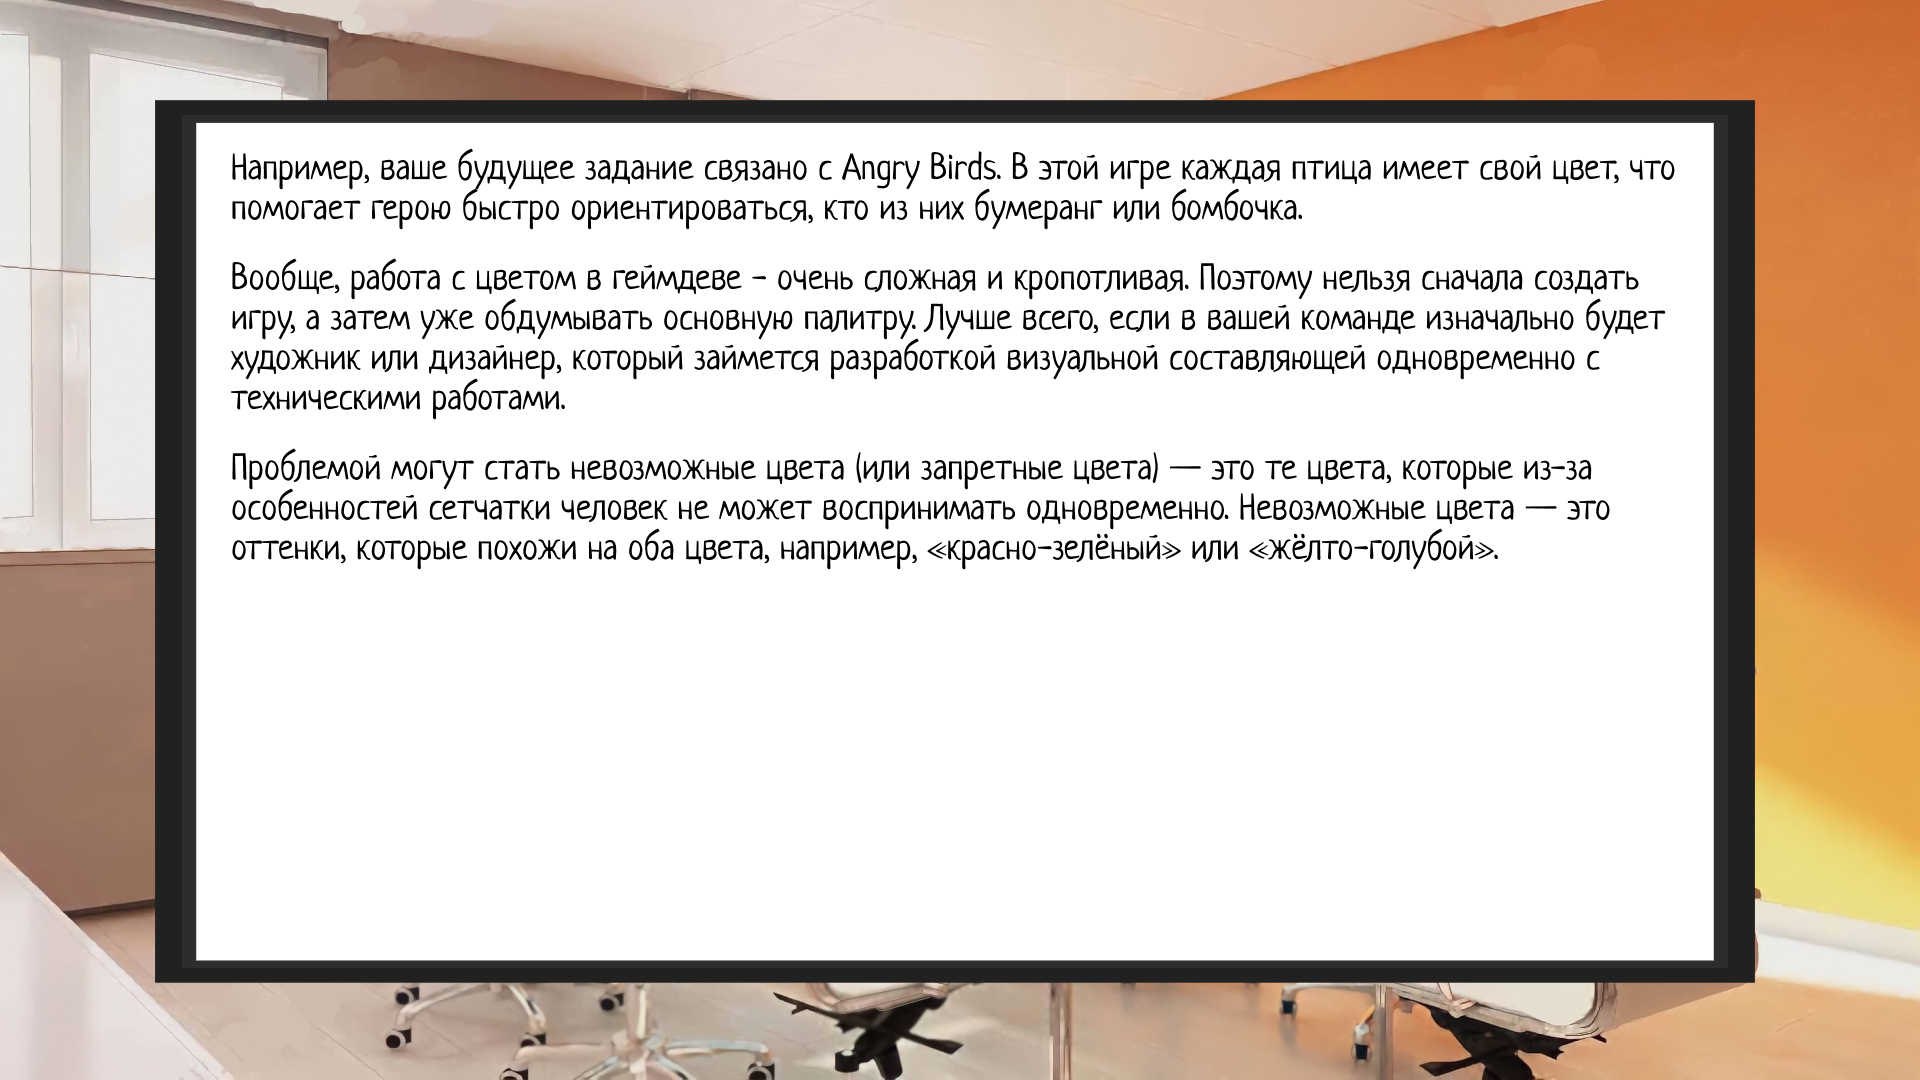 Например, ваше будущее задание связано с Angry Birds. В этой игре каждая птица имеет свой цвет, что
помогает герою быстро ориентироваться, кто из них бумеранг или бомбочка.
Вообще, работа с цветом в геймдеве - очень сложная и кропотливая. Поэтому нельзя сначала создать
игру, а затем уже обдумывать основную палитру. Лучше всего, если в вашей команде изначально будет
художник или дизайнер, который займется разработкой визуальной составляющей одновременно с
техническими работами.
Проблемой могут стать невозможные цвета (или запретные цвета) — это те цвета, которые из-за
особенностей сетчатки человек не может воспринимать одновременно. Невозможные цвета — это
оттенки, которые похожи на оба цвета, например, «красно-зелёный» или «жёлто-голубой».